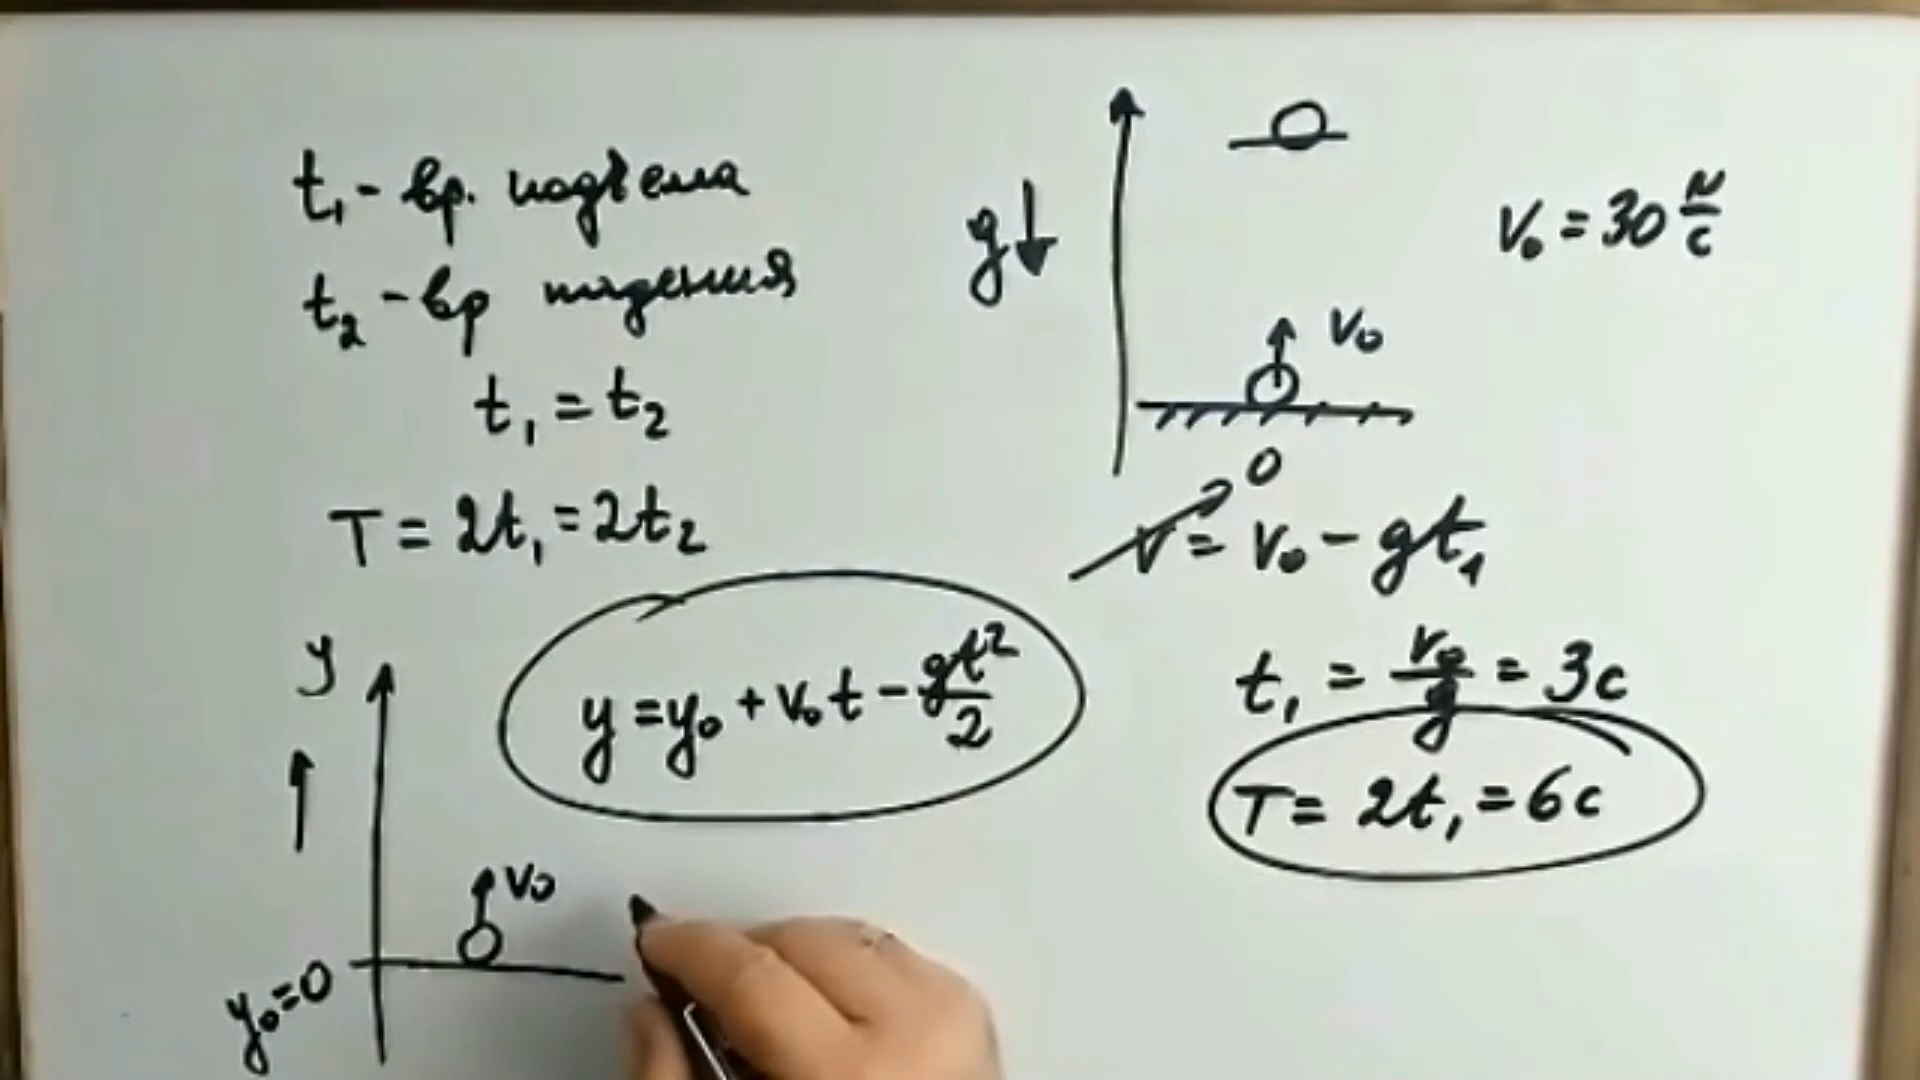 t₁ - вр. подъема
t₂ - вр падения
t₁ = t₂
T = 2t₁ = 2t₂
g↓
V₀ = 30 м/с
V₀
0
V = V₀ - gt₁
t₁ = V₀/g = 3с
T = 2t₁ = 6с
y
y = y₀ + V₀t - gt²/2
V₀
y₀=0